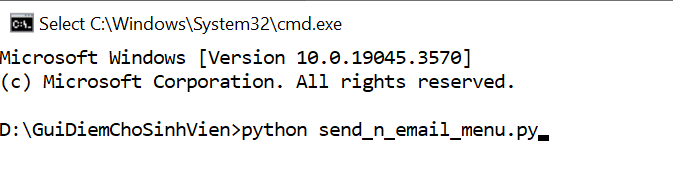 Select C:\Windows\System32\cmd.exe
Microsoft Windows [Version 10.0.19045.3570]
(c) Microsoft Corporation. All rights reserved.
D:\GuiDiemChoSinhVien>python send_n_email_menu.py